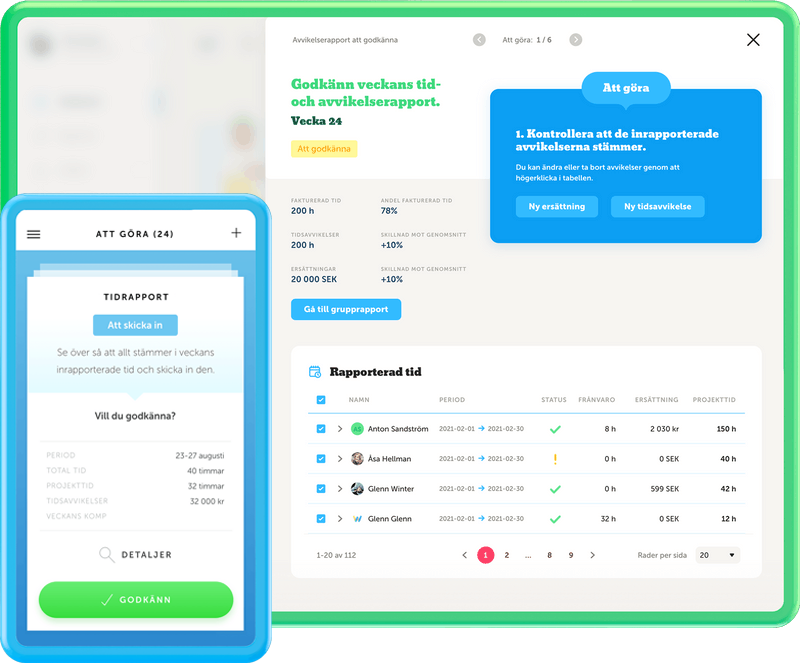 Avvikelserapport att godkänna
Att göra: 1 / 6
Godkänn veckans tid-
och avvikelserapport.
Vecka 24
Att godkänna
Att göra
1. Kontrollera att de inrapporterade
avvikelserna stämmer.
Du kan ändra eller ta bort avvikelser genom att
högerklicka i tabellen.
Ny ersättning
Ny tidsavvikelse
FAKTURERAD TID
200 h
ANDEL FAKTURERAD TID
78%
TIDSAVVIKELSER
200 h
SKILLNAD MOT GENOMSNITT
+10%
ERSÄTTNINGAR
20 000 SEK
SKILLNAD MOT GENOMSNITT
+10%
Gå till grupprapport
Rapporterad tid
NAMN PERIOD STATUS FRÅNVARO ERSÄTTNING PROJEKTTID
AS Anton Sandström 2021-02-01 → 2021-02-30 8 h 2 030 kr 150 h
Åsa Hellman 2021-02-01 → 2021-02-30 0 h 0 SEK 40 h
Glenn Winter 2021-02-01 → 2021-02-30 0 h 599 SEK 42 h
Glenn Glenn 2021-02-01 → 2021-02-30 32 h 0 SEK 12 h
1-20 av 112
1 2 ... 8 9
Rader per sida 20
ATT GÖRA (24)
TIDRAPPORT
Att skicka in
Se över så att allt stämmer i veckans
inrapporterade tid och skicka in den.
Vill du godkänna?
PERIOD 23-27 augusti
TOTAL TID 40 timmar
PROJEKTTID 32 timmar
TIDSAVVIKELSER 32 000 kr
VECKANS KOMP
DETALJER
GODKÄNN